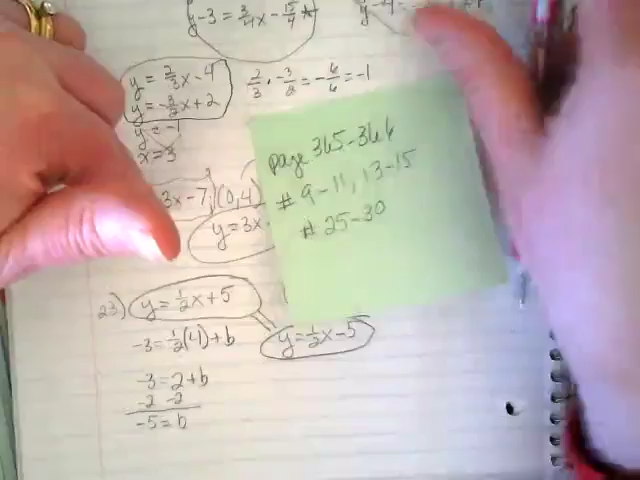 y-3 = 3/4x - 15/4
y = 2/3x - 4
y = -3/2x + 2
2/3 · -3/2 = -6/6 = -1
y = -1
x = 3
3x - 7, (0,4)
y = 3x
page 365-366
# 9-11, 13-15
# 25-30
23) y = 1/2x + 5
y = 1/2x - 5
-3 = 1/2(4) + b
-3 = 2 + b
-2 -2
-5 = b